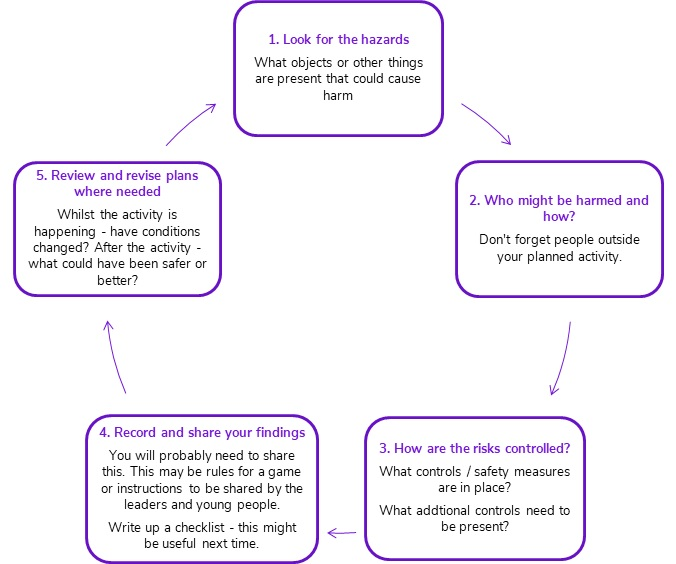 1. Look for the hazards
What objects or other things
are present that could cause
harm
2. Who might be harmed and
how?
Don't forget people outside
your planned activity.
3. How are the risks controlled?
What controls / safety measures
are in place?
What addtional controls need to
be present?
4. Record and share your findings
You will probably need to share
this. This may be rules for a game
or instructions to be shared by the
leaders and young people.
Write up a checklist - this might
be useful next time.
5. Review and revise plans
where needed
Whilst the activity is
happening - have conditions
changed? After the activity -
what could have been safer or
better?